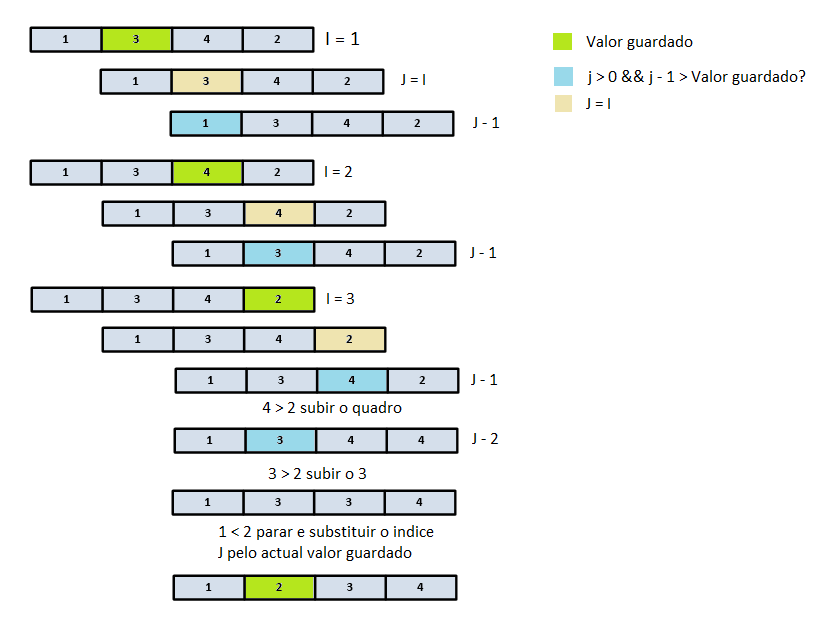 1 3 4 2 I = 1
Valor guardado
1 3 4 2 J = I
j > 0 && j - 1 > Valor guardado?
J = I
1 3 4 2 J - 1
1 3 4 2 I = 2
1 3 4 2
1 3 4 2 J - 1
1 3 4 2 I = 3
1 3 4 2
1 3 4 2 J - 1
4 > 2 subir o quadro
1 3 4 4 J - 2
3 > 2 subir o 3
1 3 3 4
1 < 2 parar e substituir o indice
J pelo actual valor guardado
1 2 3 4